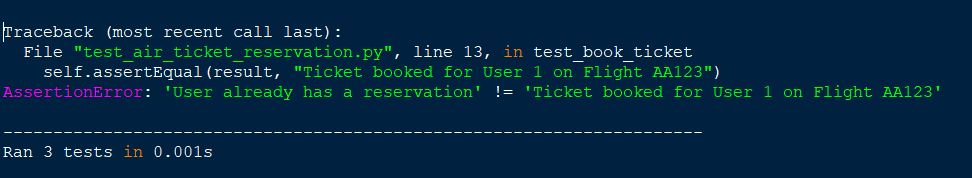 Traceback (most recent call last):
  File "test_air_ticket_reservation.py", line 13, in test_book_ticket
    self.assertEqual(result, "Ticket booked for User 1 on Flight AA123")
AssertionError: 'User already has a reservation' != 'Ticket booked for User 1 on Flight AA123'
----------------------------------------------------------------------
Ran 3 tests in 0.001s